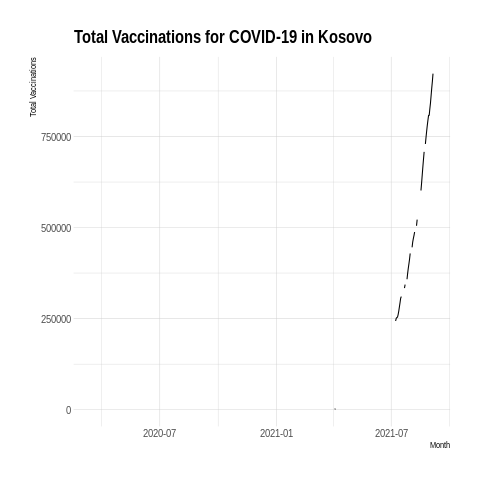 Total Vaccinations for COVID-19 in Kosovo
Total Vaccinations
750000
500000
250000
0
2020-07
2021-01
2021-07
Month